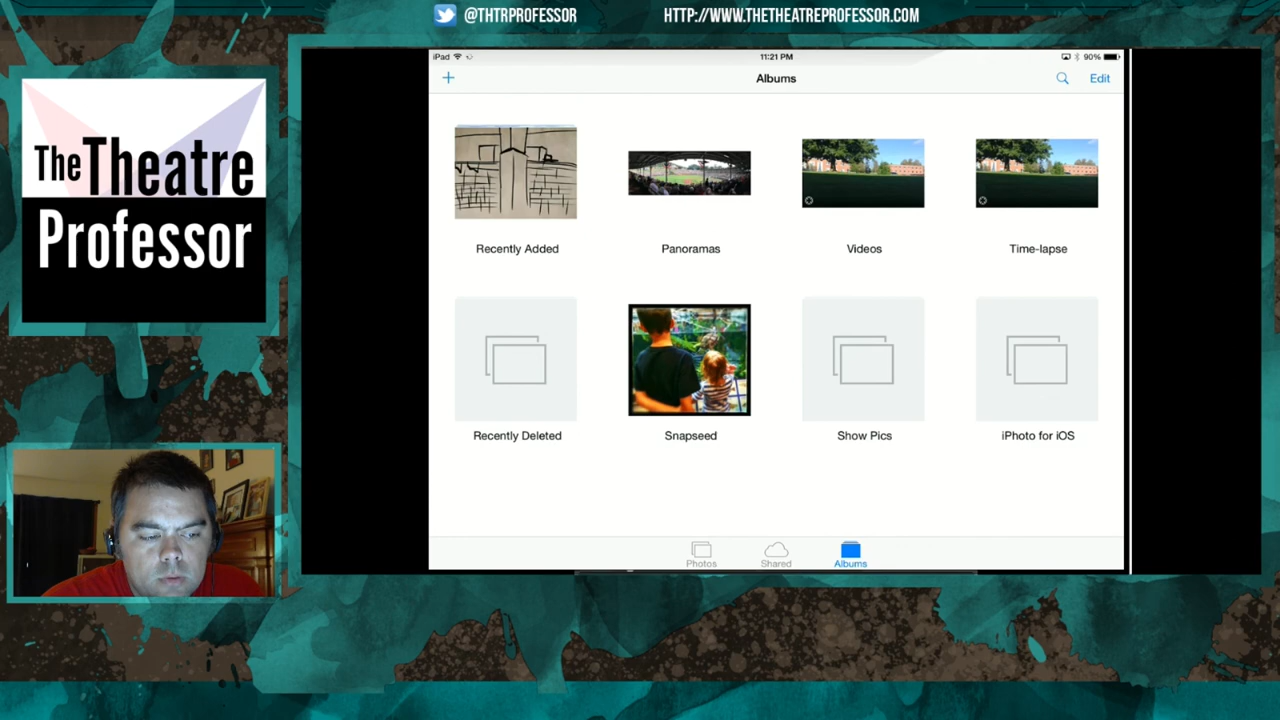 @THTRPROFESSOR
HTTP://WWW.THETHEATREPROFESSOR.COM
The Theatre
Professor
iPad
11:21 PM
90%
+
Albums
Edit
Recently Added
Panoramas
Videos
Time-lapse
Recently Deleted
Snapseed
Show Pics
iPhoto for iOS
Photos
Shared
Albums